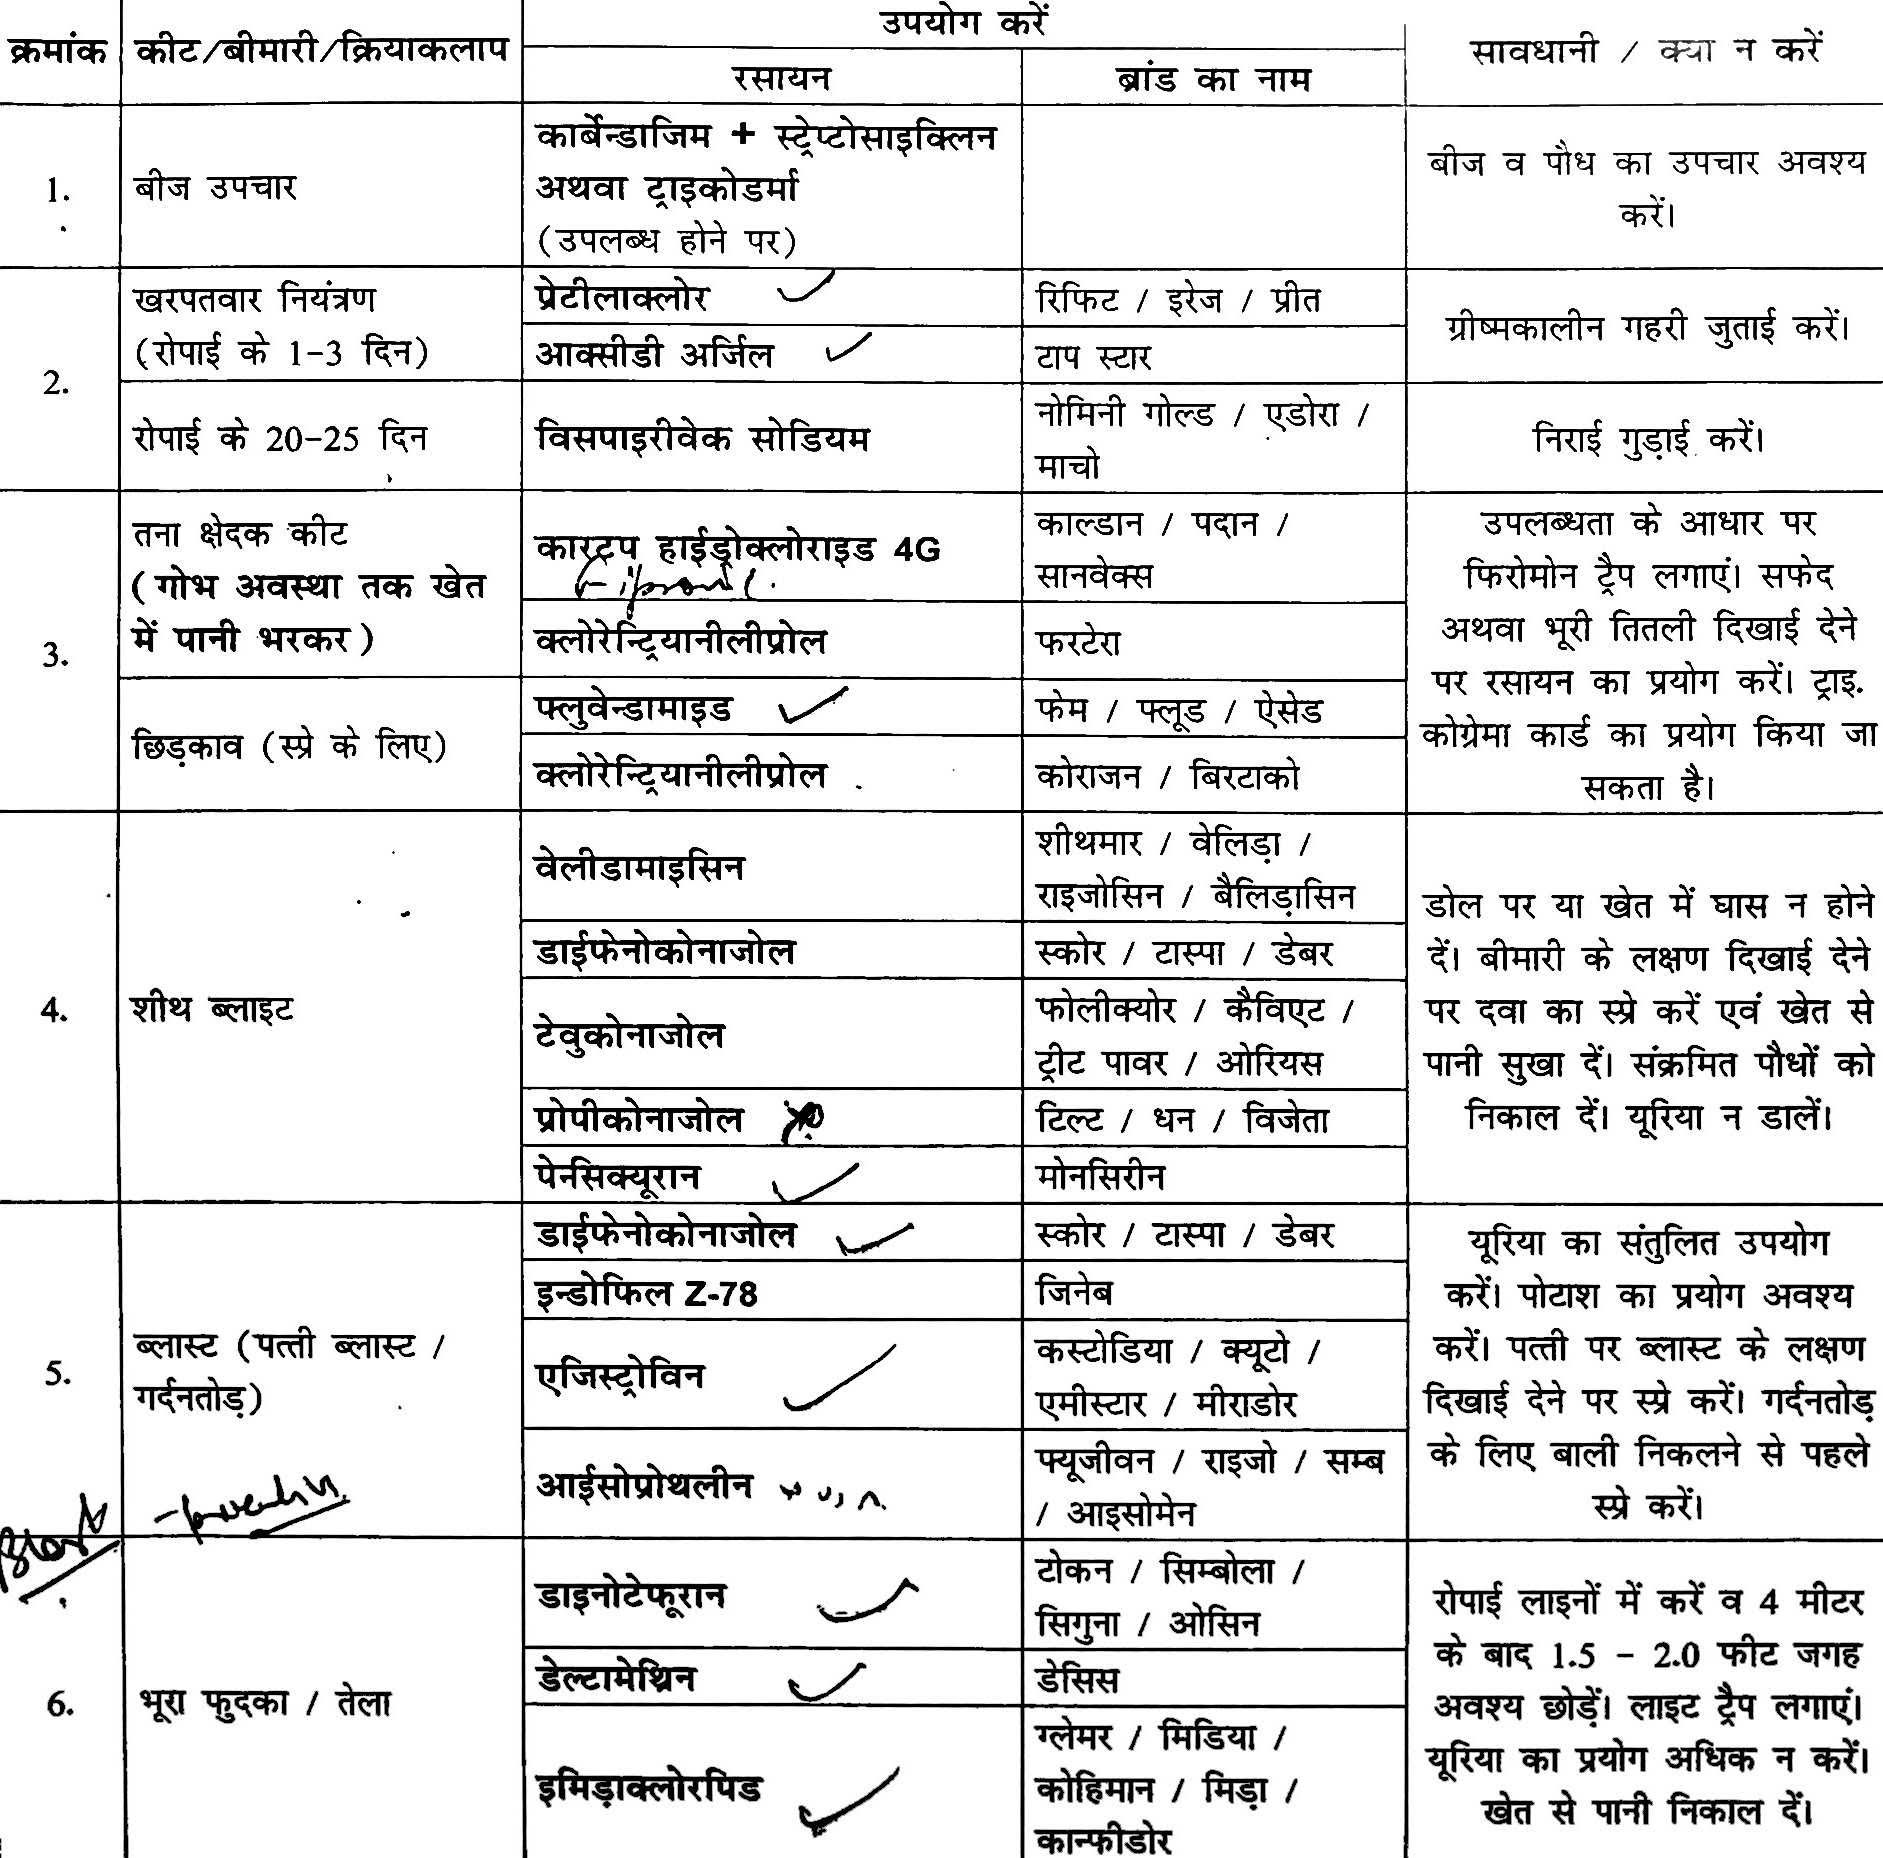 क्रमांक कीट/बीमारी/क्रियाकलाप उपयोग करें सावधानी / क्या न करें
रसायन ब्रांड का नाम
1. बीज उपचार
कार्बेन्डाजिम + स्ट्रेप्टोसाइक्लिन
अथवा ट्राइकोडर्मा
(उपलब्ध होने पर)
बीज व पौध का उपचार अवश्य
करें।
2. खरपतवार नियंत्रण
(रोपाई के 1-3 दिन)
प्रेटीलाक्लोर ✓ रिफिट / इरेज / प्रीत
आक्सीडी अर्जिल ✓ टाप स्टार
ग्रीष्मकालीन गहरी जुताई करें।
रोपाई के 20-25 दिन
विसपाइरीवेक सोडियम
नोमिनी गोल्ड / एडोरा /
माचो
निराई गुड़ाई करें।
3. तना क्षेदक कीट
(गोभ अवस्था तक खेत
में पानी भरकर)
कारटप हाईड्रोक्लोराइड 4G
काल्डान / पदान /
सानवेक्स
क्लोरेन्ट्रियानीलीप्रोल फरटेरा
छिड़काव (स्प्रे के लिए)
फ्लुवेन्डामाइड ✓ फेम / फ्लूड / ऐसेड
क्लोरेन्ट्रियानीलीप्रोल कोराजन / बिरटाको
उपलब्धता के आधार पर
फिरोमोन ट्रैप लगाएं। सफेद
अथवा भूरी तितली दिखाई देने
पर रसायन का प्रयोग करें। ट्राइ.
कोग्रेमा कार्ड का प्रयोग किया जा
सकता है।
4. शीथ ब्लाइट
वेलीडामाइसिन
शीथमार / वेलिड़ा /
राइजोसिन / बैलिड़ासिन
डाईफेनोकोनाजोल स्कोर / टास्पा / डेबर
टेवुकोनाजोल
फोलीक्योर / कैविएट /
ट्रीट पावर / ओरियस
प्रोपीकोनाजोल टिल्ट / धन / विजेता
पेनसिक्यूरान ✓ मोनसिरीन
डोल पर या खेत में घास न होने
दें। बीमारी के लक्षण दिखाई देने
पर दवा का स्प्रे करें एवं खेत से
पानी सुखा दें। संक्रमित पौधों को
निकाल दें। यूरिया न डालें।
5. ब्लास्ट (पत्ती ब्लास्ट /
गर्दनतोड़)
डाईफेनोकोनाजोल ✓ स्कोर / टास्पा / डेबर
इन्डोफिल Z-78 जिनेब
एजिस्ट्रोविन ✓
कस्टोडिया / क्यूटो /
एमीस्टार / मीराडोर
आईसोप्रोथलीन
फ्यूजीवन / राइजो / सम्ब
/ आइसोमेन
यूरिया का संतुलित उपयोग
करें। पोटाश का प्रयोग अवश्य
करें। पत्ती पर ब्लास्ट के लक्षण
दिखाई देने पर स्प्रे करें। गर्दनतोड़
के लिए बाली निकलने से पहले
स्प्रे करें।
6. भूरा फुदका / तेला
डाइनोटेफूरान ✓
टोकन / सिम्बोला /
सिगुना / ओसिन
डेल्टामेथ्रिन ✓ डेसिस
इमिड़ाक्लोरपिड ✓
ग्लेमर / मिडिया /
कोहिमान / मिड़ा /
कान्फीडोर
रोपाई लाइनों में करें व 4 मीटर
के बाद 1.5 - 2.0 फीट जगह
अवश्य छोड़ें। लाइट ट्रैप लगाएं।
यूरिया का प्रयोग अधिक न करें।
खेत से पानी निकाल दें।